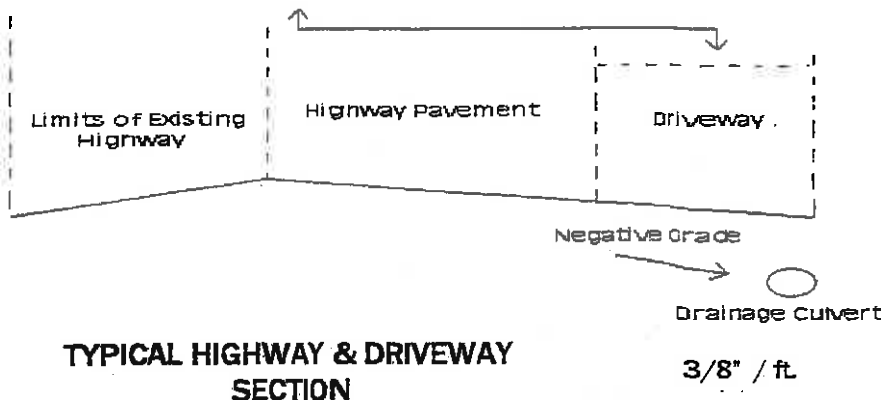 Limits of Existing
Highway
Highway Pavement
Driveway
Negative Grade
Drainage Culvert
TYPICAL HIGHWAY & DRIVEWAY
SECTION
3/8" / ft.